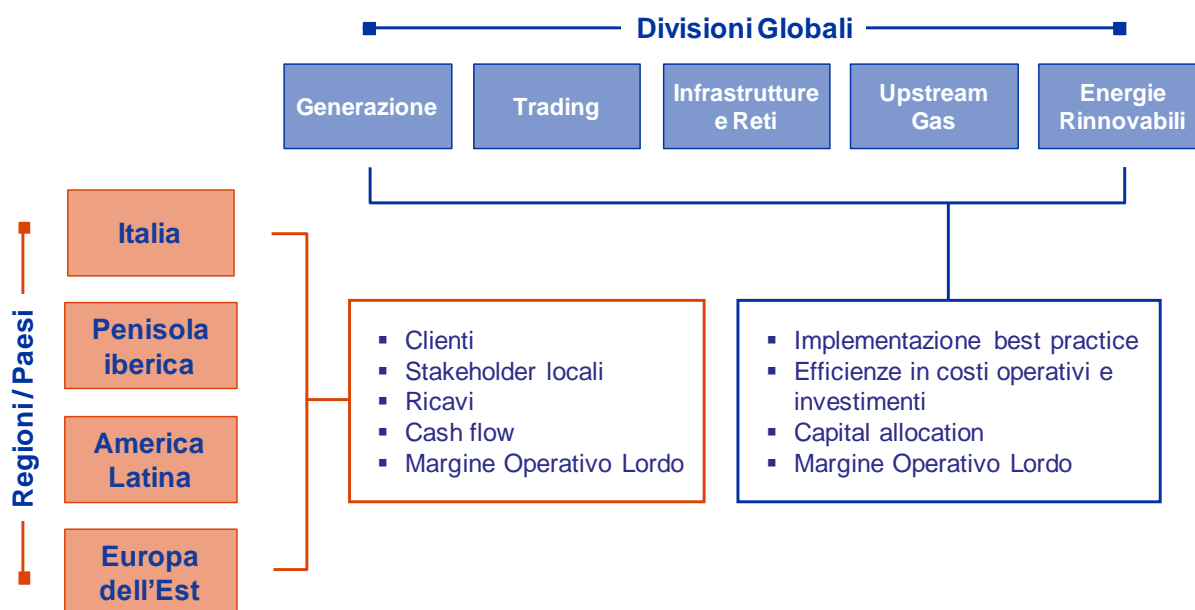 Divisioni Globali
Generazione
Trading
Infrastrutture
e Reti
Upstream
Gas
Energie
Rinnovabili
Regioni / Paesi
Italia
Penisola
iberica
America
Latina
Europa
dell’Est
▪ Clienti
▪ Stakeholder locali
▪ Ricavi
▪ Cash flow
▪ Margine Operativo Lordo
▪ Implementazione best practice
▪ Efficienze in costi operativi e
investimenti
▪ Capital allocation
▪ Margine Operativo Lordo